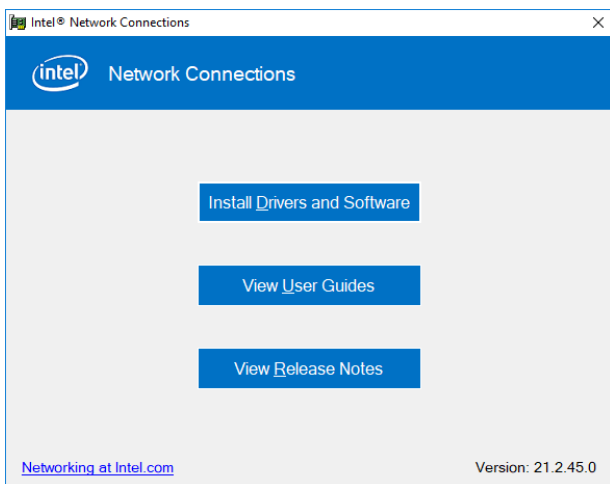 Intel® Network Connections
intel
Network Connections
Install Drivers and Software
View User Guides
View Release Notes
Networking at Intel.com
Version: 21.2.45.0